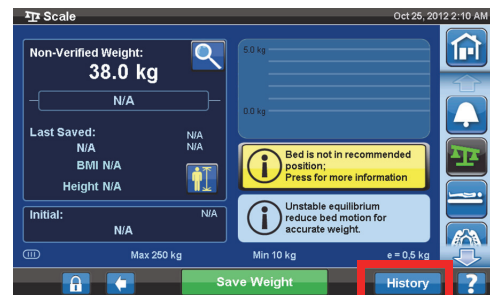 Scale
Oct 25, 2012 2:10 AM
Non-Verified Weight:
38.0 kg
N/A
Last Saved:
N/A
N/A
N/A
BMI N/A
Height N/A
Initial:
N/A
N/A
5.0 kg
0.0 kg
Bed is not in recommended
position;
Press for more information
Unstable equilibrium
reduce bed motion for
accurate weight.
Max 250 kg
Min 10 kg
e = 0,5 kg
Save Weight
History
?